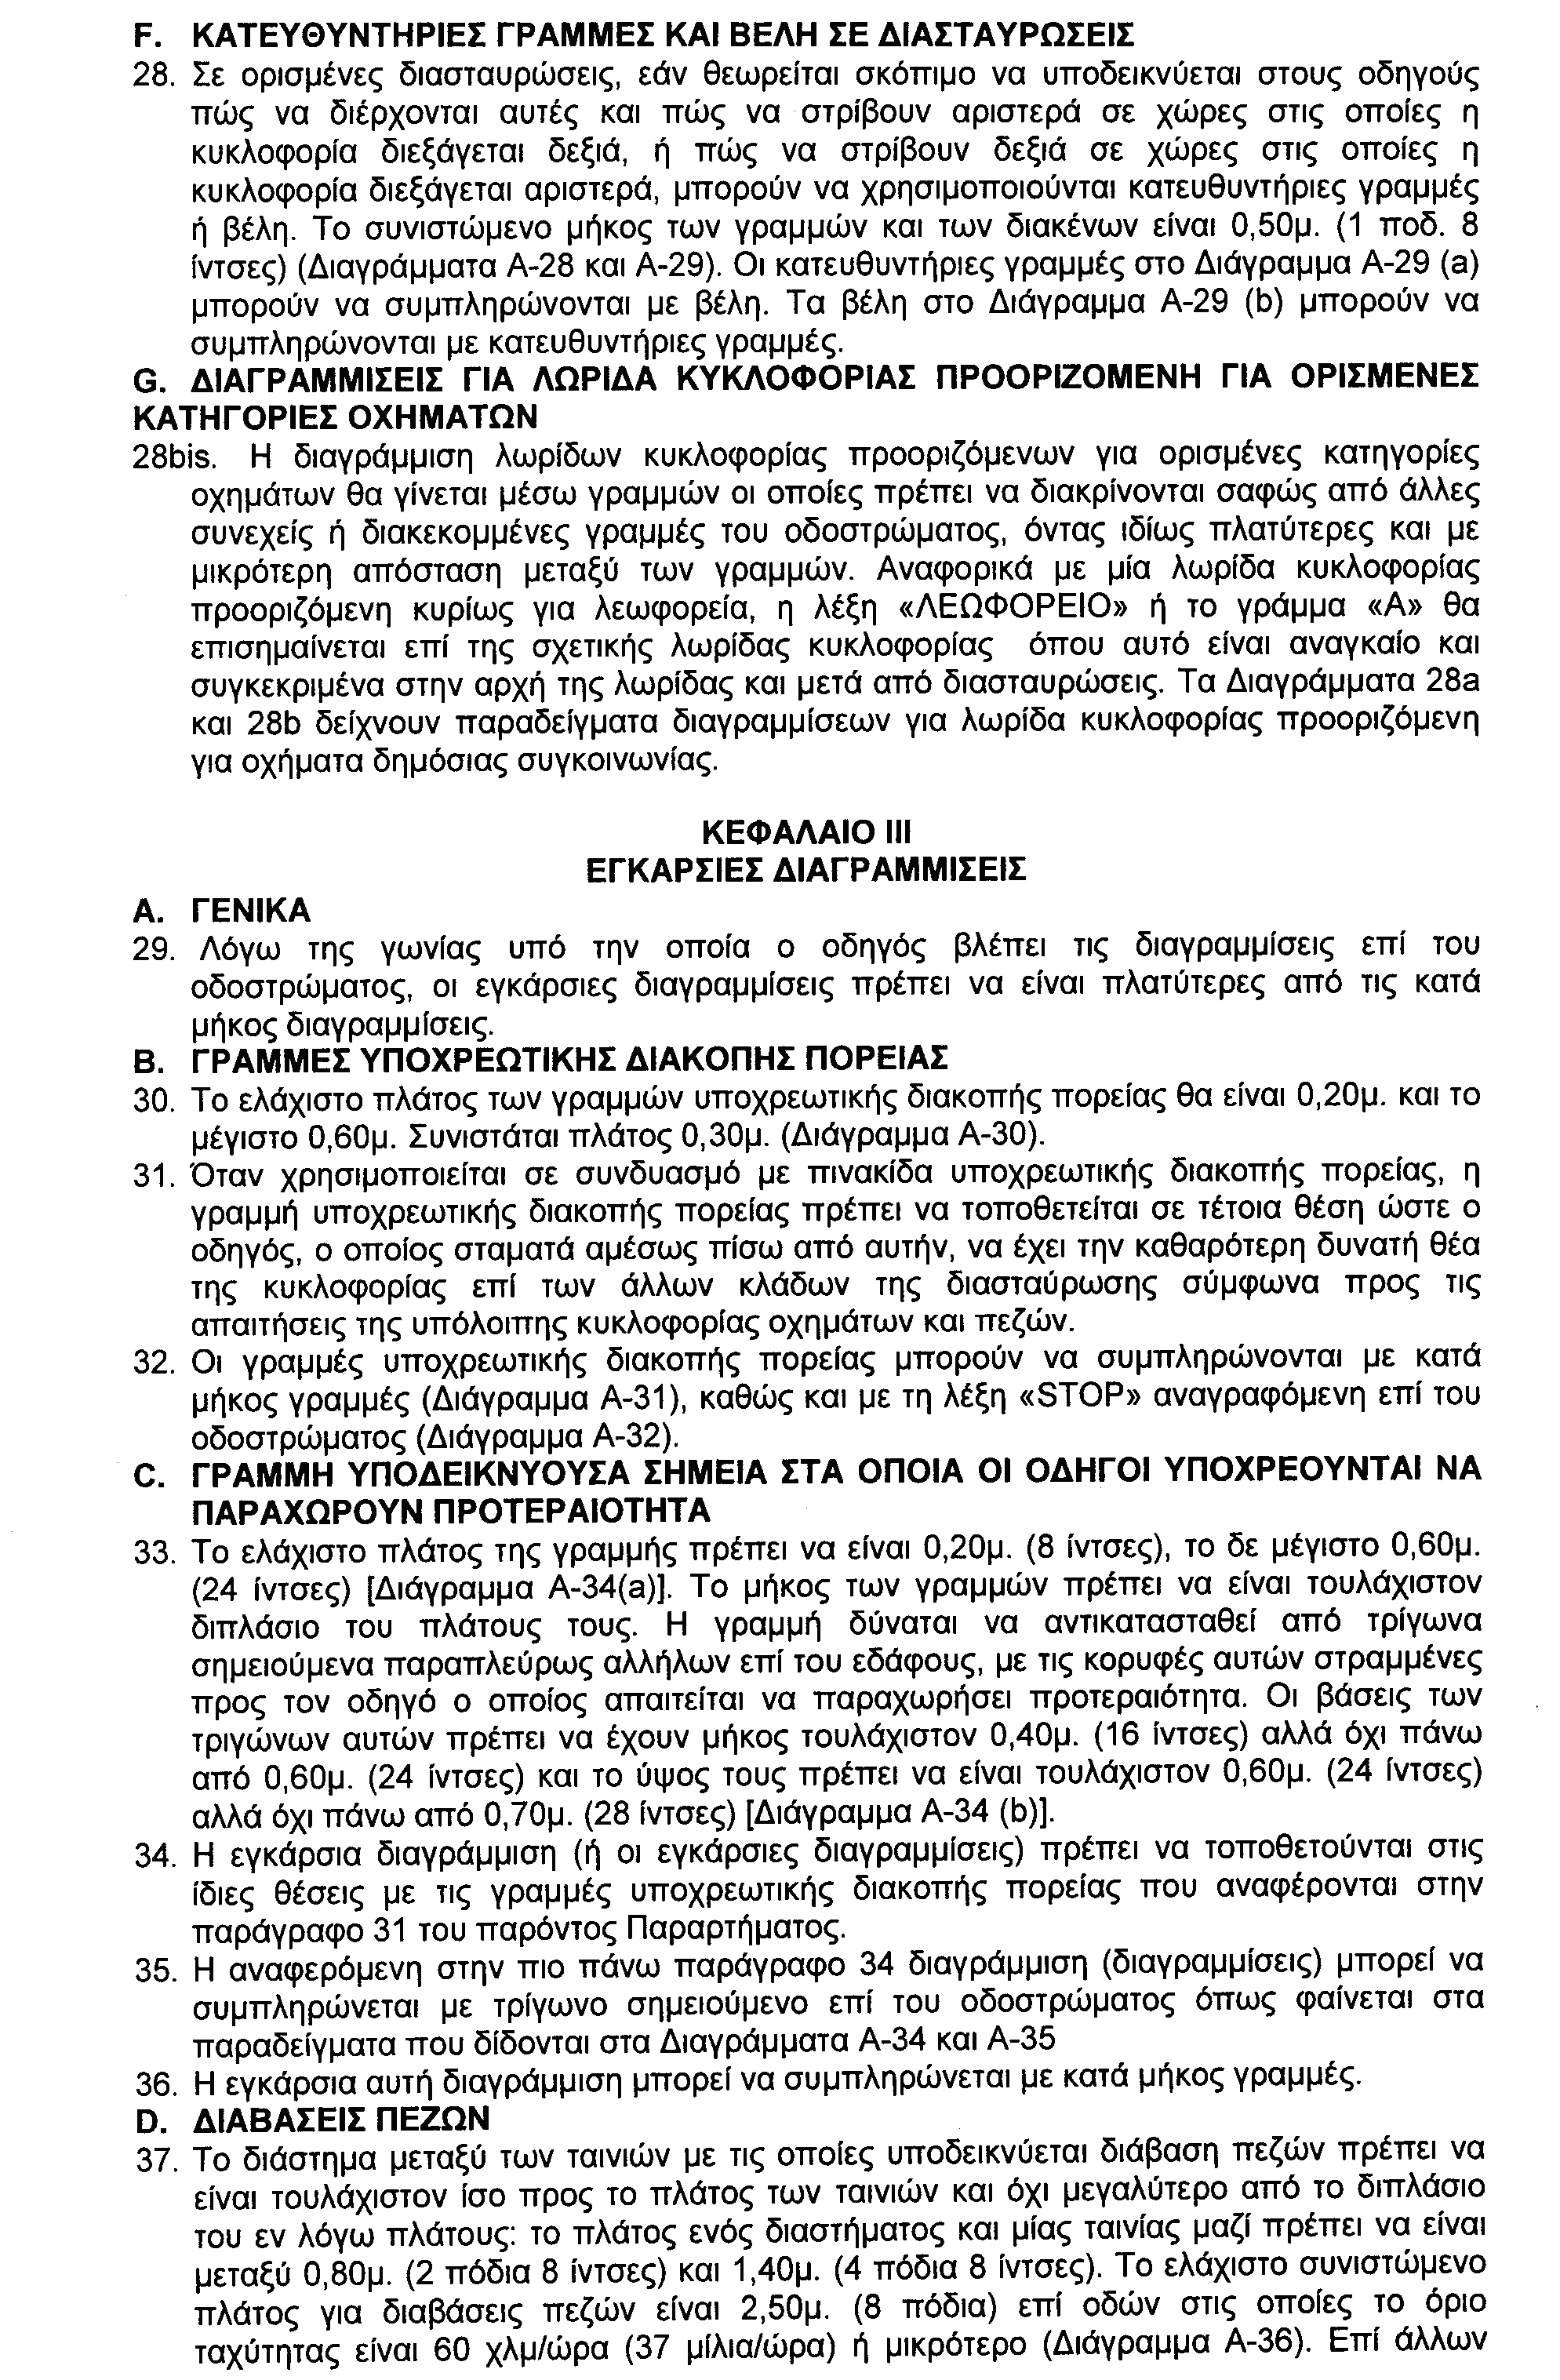 F. ΚΑΤΕΥΘΥΝΤΗΡΙΕΣ ΓΡΑΜΜΕΣ ΚΑΙ ΒΕΛΗ ΣΕ ΔΙΑΣΤΑΥΡΩΣΕΙΣ
28. Σε ορισμένες διασταυρώσεις, εάν θεωρείται σκόπιμο να υποδεικνύεται στους οδηγούς
πώς να διέρχονται αυτές και πώς να στρίβουν αριστερά σε χώρες στις οποίες η
κυκλοφορία διεξάγεται δεξιά, ή πώς να στρίβουν δεξιά σε χώρες στις οποίες η
κυκλοφορία διεξάγεται αριστερά, μπορούν να χρησιμοποιούνται κατευθυντήριες γραμμές
ή βέλη. Το συνιστώμενο μήκος των γραμμών και των διακένων είναι 0,50μ. (1 ποδ. 8
ίντσες) (Διαγράμματα Α-28 και Α-29). Οι κατευθυντήριες γραμμές στο Διάγραμμα Α-29 (a)
μπορούν να συμπληρώνονται με βέλη. Τα βέλη στο Διάγραμμα Α-29 (b) μπορούν να
συμπληρώνονται με κατευθυντήριες γραμμές.
G. ΔΙΑΓΡΑΜΜΙΣΕΙΣ ΓΙΑ ΛΩΡΙΔΑ ΚΥΚΛΟΦΟΡΙΑΣ ΠΡΟΟΡΙΖΟΜΕΝΗ ΓΙΑ ΟΡΙΣΜΕΝΕΣ
ΚΑΤΗΓΟΡΙΕΣ ΟΧΗΜΑΤΩΝ
28bis. Η διαγράμμιση λωρίδων κυκλοφορίας προοριζόμενων για ορισμένες κατηγορίες
οχημάτων θα γίνεται μέσω γραμμών οι οποίες πρέπει να διακρίνονται σαφώς από άλλες
συνεχείς ή διακεκομμένες γραμμές του οδοστρώματος, όντας ιδίως πλατύτερες και με
μικρότερη απόσταση μεταξύ των γραμμών. Αναφορικά με μία λωρίδα κυκλοφορίας
προοριζόμενη κυρίως για λεωφορεία, η λέξη «ΛΕΩΦΟΡΕΙΟ» ή το γράμμα «Α» θα
επισημαίνεται επί της σχετικής λωρίδας κυκλοφορίας όπου αυτό είναι αναγκαίο και
συγκεκριμένα στην αρχή της λωρίδας και μετά από διασταυρώσεις. Τα Διαγράμματα 28a
και 28b δείχνουν παραδείγματα διαγραμμίσεων για λωρίδα κυκλοφορίας προοριζόμενη
για οχήματα δημόσιας συγκοινωνίας.
ΚΕΦΑΛΑΙΟ ΙΙΙ
ΕΓΚΑΡΣΙΕΣ ΔΙΑΓΡΑΜΜΙΣΕΙΣ
A. ΓΕΝΙΚΑ
29. Λόγω της γωνίας υπό την οποία ο οδηγός βλέπει τις διαγραμμίσεις επί του
οδοστρώματος, οι εγκάρσιες διαγραμμίσεις πρέπει να είναι πλατύτερες από τις κατά
μήκος διαγραμμίσεις.
B. ΓΡΑΜΜΕΣ ΥΠΟΧΡΕΩΤΙΚΗΣ ΔΙΑΚΟΠΗΣ ΠΟΡΕΙΑΣ
30. Το ελάχιστο πλάτος των γραμμών υποχρεωτικής διακοπής πορείας θα είναι 0,20μ. και το
μέγιστο 0,60μ. Συνιστάται πλάτος 0,30μ. (Διάγραμμα Α-30).
31. Όταν χρησιμοποιείται σε συνδυασμό με πινακίδα υποχρεωτικής διακοπής πορείας, η
γραμμή υποχρεωτικής διακοπής πορείας πρέπει να τοποθετείται σε τέτοια θέση ώστε ο
οδηγός, ο οποίος σταματά αμέσως πίσω από αυτήν, να έχει την καθαρότερη δυνατή θέα
της κυκλοφορίας επί των άλλων κλάδων της διασταύρωσης σύμφωνα προς τις
απαιτήσεις της υπόλοιπης κυκλοφορίας οχημάτων και πεζών.
32. Οι γραμμές υποχρεωτικής διακοπής πορείας μπορούν να συμπληρώνονται με κατά
μήκος γραμμές (Διάγραμμα Α-31), καθώς και με τη λέξη «STOP» αναγραφόμενη επί του
οδοστρώματος (Διάγραμμα Α-32).
C. ΓΡΑΜΜΗ ΥΠΟΔΕΙΚΝΥΟΥΣΑ ΣΗΜΕΙΑ ΣΤΑ ΟΠΟΙΑ ΟΙ ΟΔΗΓΟΙ ΥΠΟΧΡΕΟΥΝΤΑΙ ΝΑ
ΠΑΡΑΧΩΡΟΥΝ ΠΡΟΤΕΡΑΙΟΤΗΤΑ
33. Το ελάχιστο πλάτος της γραμμής πρέπει να είναι 0,20μ. (8 ίντσες), το δε μέγιστο 0,60μ.
(24 ίντσες) [Διάγραμμα Α-34(a)]. Το μήκος των γραμμών πρέπει να είναι τουλάχιστον
διπλάσιο του πλάτους τους. Η γραμμή δύναται να αντικατασταθεί από τρίγωνα
σημειούμενα παραπλεύρως αλλήλων επί του εδάφους, με τις κορυφές αυτών στραμμένες
προς τον οδηγό ο οποίος απαιτείται να παραχωρήσει προτεραιότητα. Οι βάσεις των
τριγώνων αυτών πρέπει να έχουν μήκος τουλάχιστον 0,40μ. (16 ίντσες) αλλά όχι πάνω
από 0,60μ. (24 ίντσες) και το ύψος τους πρέπει να είναι τουλάχιστον 0,60μ. (24 ίντσες)
αλλά όχι πάνω από 0,70μ. (28 ίντσες) [Διάγραμμα Α-34 (b)].
34. Η εγκάρσια διαγράμμιση (ή οι εγκάρσιες διαγραμμίσεις) πρέπει να τοποθετούνται στις
ίδιες θέσεις με τις γραμμές υποχρεωτικής διακοπής πορείας που αναφέρονται στην
παράγραφο 31 του παρόντος Παραρτήματος.
35. Η αναφερόμενη στην πιο πάνω παράγραφο 34 διαγράμμιση (διαγραμμίσεις) μπορεί να
συμπληρώνεται με τρίγωνο σημειούμενο επί του οδοστρώματος όπως φαίνεται στα
παραδείγματα που δίδονται στα Διαγράμματα Α-34 και Α-35
36. Η εγκάρσια αυτή διαγράμμιση μπορεί να συμπληρώνεται με κατά μήκος γραμμές.
D. ΔΙΑΒΑΣΕΙΣ ΠΕΖΩΝ
37. Το διάστημα μεταξύ των ταινιών με τις οποίες υποδεικνύεται διάβαση πεζών πρέπει να
είναι τουλάχιστον ίσο προς το πλάτος των ταινιών και όχι μεγαλύτερο από το διπλάσιο
του εν λόγω πλάτους: το πλάτος ενός διαστήματος και μίας ταινίας μαζί πρέπει να είναι
μεταξύ 0,80μ. (2 πόδια 8 ίντσες) και 1,40μ. (4 πόδια 8 ίντσες). Το ελάχιστο συνιστώμενο
πλάτος για διαβάσεις πεζών είναι 2,50μ. (8 πόδια) επί οδών στις οποίες το όριο
ταχύτητας είναι 60 χλμ/ώρα (37 μίλια/ώρα) ή μικρότερο (Διάγραμμα Α-36). Επί άλλων